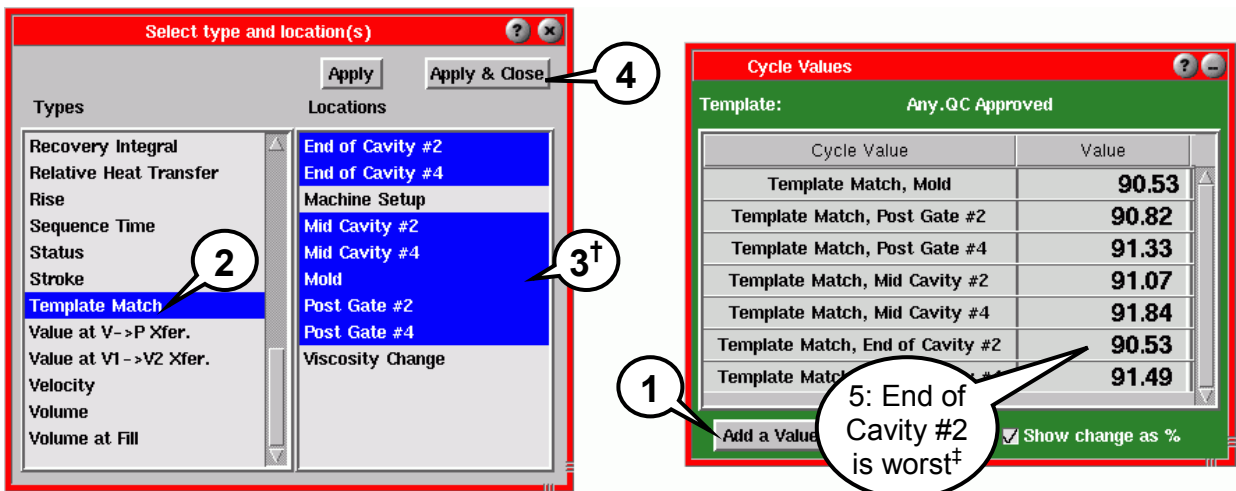 Select type and location(s)
?
×
Apply
Apply & Close
4
Types
Locations
Recovery Integral
Relative Heat Transfer
Rise
Sequence Time
Status
Stroke
Template Match
Value at V->P Xfer.
Value at V1->V2 Xfer.
Velocity
Volume
Volume at Fill
2
End of Cavity #2
End of Cavity #4
Machine Setup
Mid Cavity #2
Mid Cavity #4
Mold
Post Gate #2
Post Gate #4
Viscosity Change
3†
Cycle Values
?
Template: Any.QC Approved
Cycle Value Value
Template Match, Mold 90.53
Template Match, Post Gate #2 90.82
Template Match, Post Gate #4 91.33
Template Match, Mid Cavity #2 91.07
Template Match, Mid Cavity #4 91.84
Template Match, End of Cavity #2 90.53
Template Match 91.49
1
Add a Value
Show change as %
5: End of
Cavity #2
is worst‡